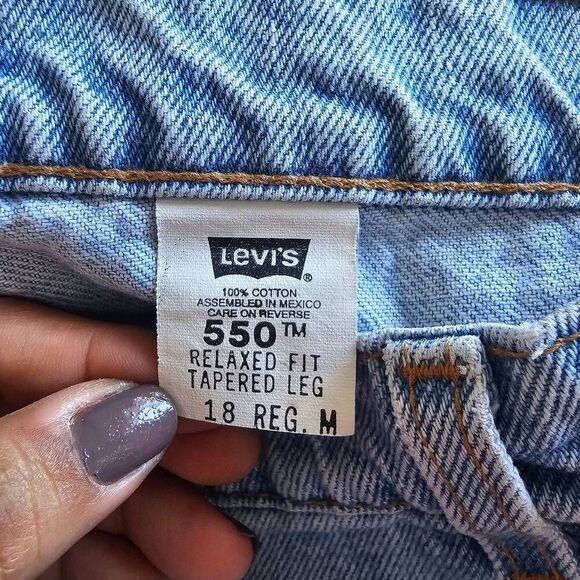 Levi's ®
100% COTTON
ASSEMBLED IN MEXICO
CARE ON REVERSE
550™
RELAXED FIT
TAPERED LEG
18 REG. M